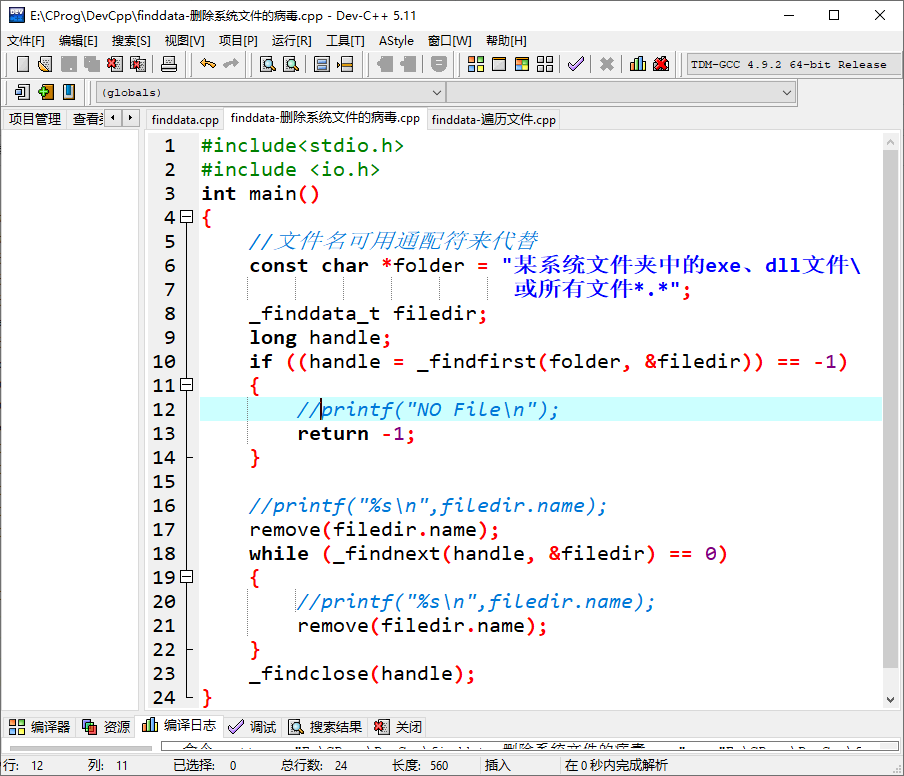 E:\CProg\DevCpp\finddata-删除系统文件的病毒.cpp - Dev-C++ 5.11
文件[F] 编辑[E] 搜索[S] 视图[V] 项目[P] 运行[R] 工具[T] AStyle 窗口[W] 帮助[H]
TDM-GCC 4.9.2 64-bit Release
(globals)
项目管理 查看类 finddata.cpp finddata-删除系统文件的病毒.cpp finddata-遍历文件.cpp
1 #include<stdio.h>
2 #include <io.h>
3 int main()
4 {
5 //文件名可用通配符来代替
6 const char *folder = "某系统文件夹中的exe、dll文件\
7 或所有文件*.*";
8 _finddata_t filedir;
9 long handle;
10 if ((handle = _findfirst(folder, &filedir)) == -1)
11 {
12 //printf("NO File\n");
13 return -1;
14 }
15
16 //printf("%s\n",filedir.name);
17 remove(filedir.name);
18 while (_findnext(handle, &filedir) == 0)
19 {
20 //printf("%s\n",filedir.name);
21 remove(filedir.name);
22 }
23 _findclose(handle);
24 }
编译器 资源 编译日志 调试 搜索结果 关闭
行: 12 列: 11 已选择: 0 总行数: 24 长度: 560 插入 在 0 秒内完成解析